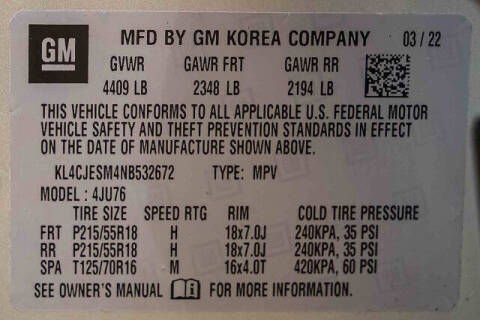 GM
MFD BY GM KOREA COMPANY 03/22
GVWR GAWR FRT GAWR RR
4409 LB 2348 LB 2194 LB
THIS VEHICLE CONFORMS TO ALL APPLICABLE U.S. FEDERAL MOTOR
VEHICLE SAFETY AND THEFT PREVENTION STANDARDS IN EFFECT
ON THE DATE OF MANUFACTURE SHOWN ABOVE.
KL4CJESM4NB532672 TYPE: MPV
MODEL: 4JU76
TIRE SIZE SPEED RTG RIM COLD TIRE PRESSURE
FRT P215/55R18 H 18x7.0J 240KPA, 35 PSI
RR P215/55R18 H 18x7.0J 240KPA, 35 PSI
SPA T125/70R16 M 16x4.0T 420KPA, 60 PSI
SEE OWNER'S MANUAL i FOR MORE INFORMATION.